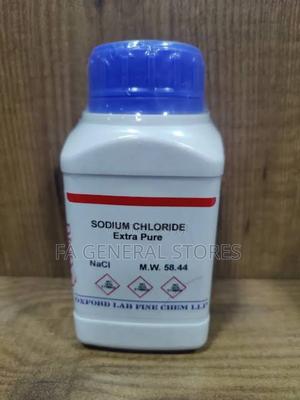 SODIUM CHLORIDE
Extra Pure
FA GENERAL STORES
NaCl M.W. 58.44
OXFORD LAB FINE CHEM LLP